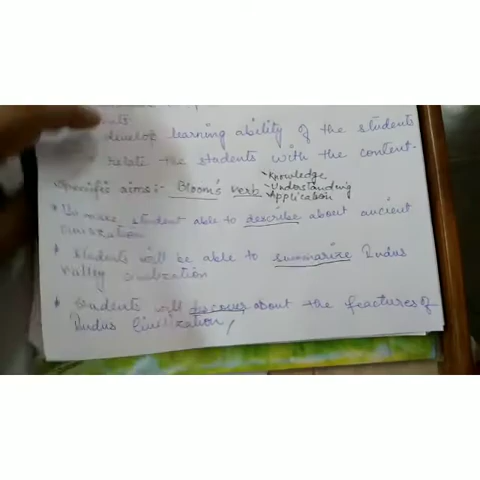 develop learning ability of the students
relate the students with the content.
Specific aims:- Bloom's verb
Knowledge
Understanding
Application
To make student able to describe about ancient
students will be able to summarize Indus
Valley civilization
students will discuss about the fractures of
Indus Civilization,